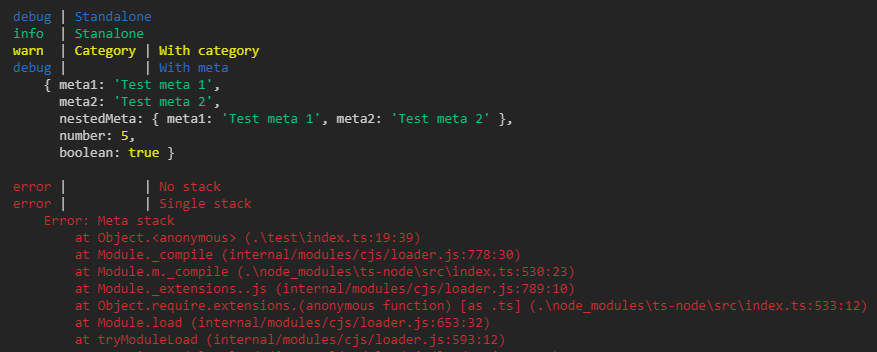 debug | Standalone
info | Stanalone
warn | Category | With category
debug | | With meta
{ meta1: 'Test meta 1',
meta2: 'Test meta 2',
nestedMeta: { meta1: 'Test meta 1', meta2: 'Test meta 2' },
number: 5,
boolean: true }
error | | No stack
error | | Single stack
Error: Meta stack
at Object.<anonymous> (.\test\index.ts:19:39)
at Module._compile (internal/modules/cjs/loader.js:778:30)
at Module.m._compile (.\node_modules\ts-node\src\index.ts:530:23)
at Module._extensions..js (internal/modules/cjs/loader.js:789:10)
at Object.require.extensions.(anonymous function) [as .ts] (.\node_modules\ts-node\src\index.ts:533:12)
at Module.load (internal/modules/cjs/loader.js:653:32)
at tryModuleLoad (internal/modules/cjs/loader.js:593:12)